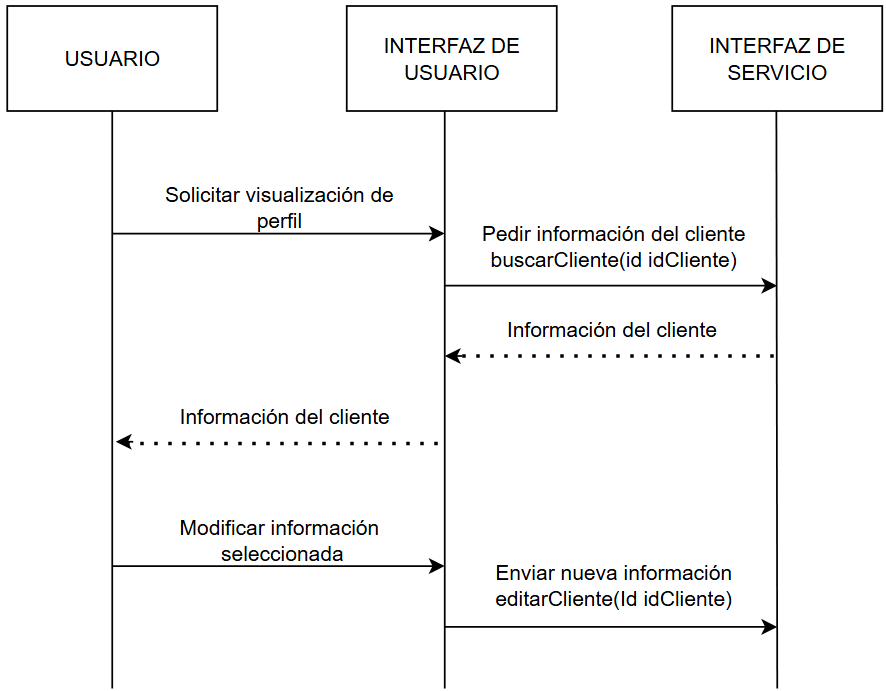 USUARIO
INTERFAZ DE
USUARIO
INTERFAZ DE
SERVICIO
Solicitar visualización de
perfil
Pedir información del cliente
buscarCliente(id idCliente)
Información del cliente
Información del cliente
Modificar información
seleccionada
Enviar nueva información
editarCliente(Id idCliente)